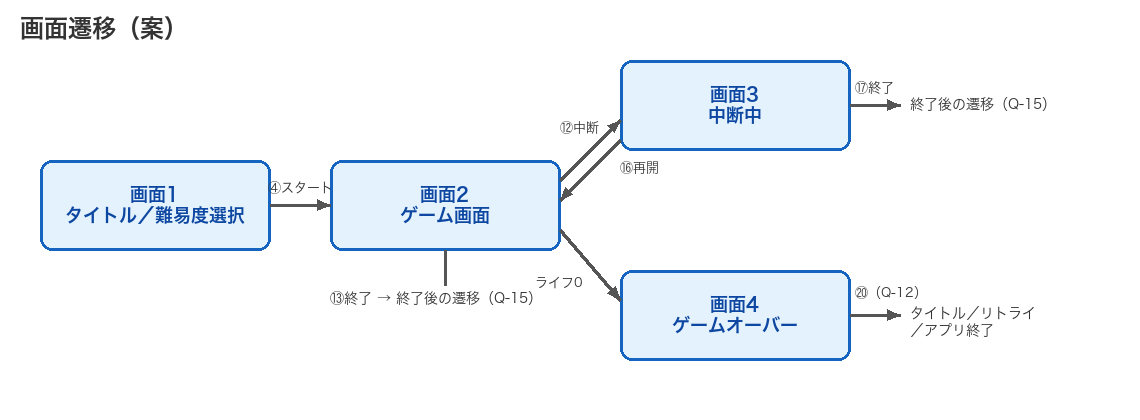 画面遷移（案）
画面3
中断中
⑰終了
終了後の遷移（Q-15）
⑫中断
⑯再開
画面1
タイトル／難易度選択
④スタート
画面2
ゲーム画面
⑬終了 → 終了後の遷移（Q-15）
ライフ0
画面4
ゲームオーバー
⑳（Q-12）
タイトル／リトライ
／アプリ終了